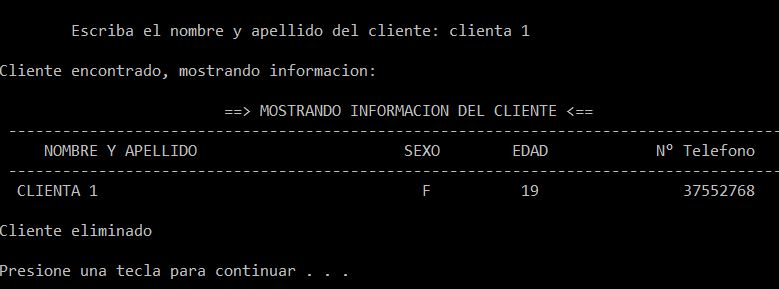 Escriba el nombre y apellido del cliente: clienta 1
Cliente encontrado, mostrando informacion:
==> MOSTRANDO INFORMACION DEL CLIENTE <==
--------------------------------------------------------------------------------------
NOMBRE Y APELLIDO SEXO EDAD Nº Telefono
--------------------------------------------------------------------------------------
CLIENTA 1 F 19 37552768
Cliente eliminado
Presione una tecla para continuar . . .